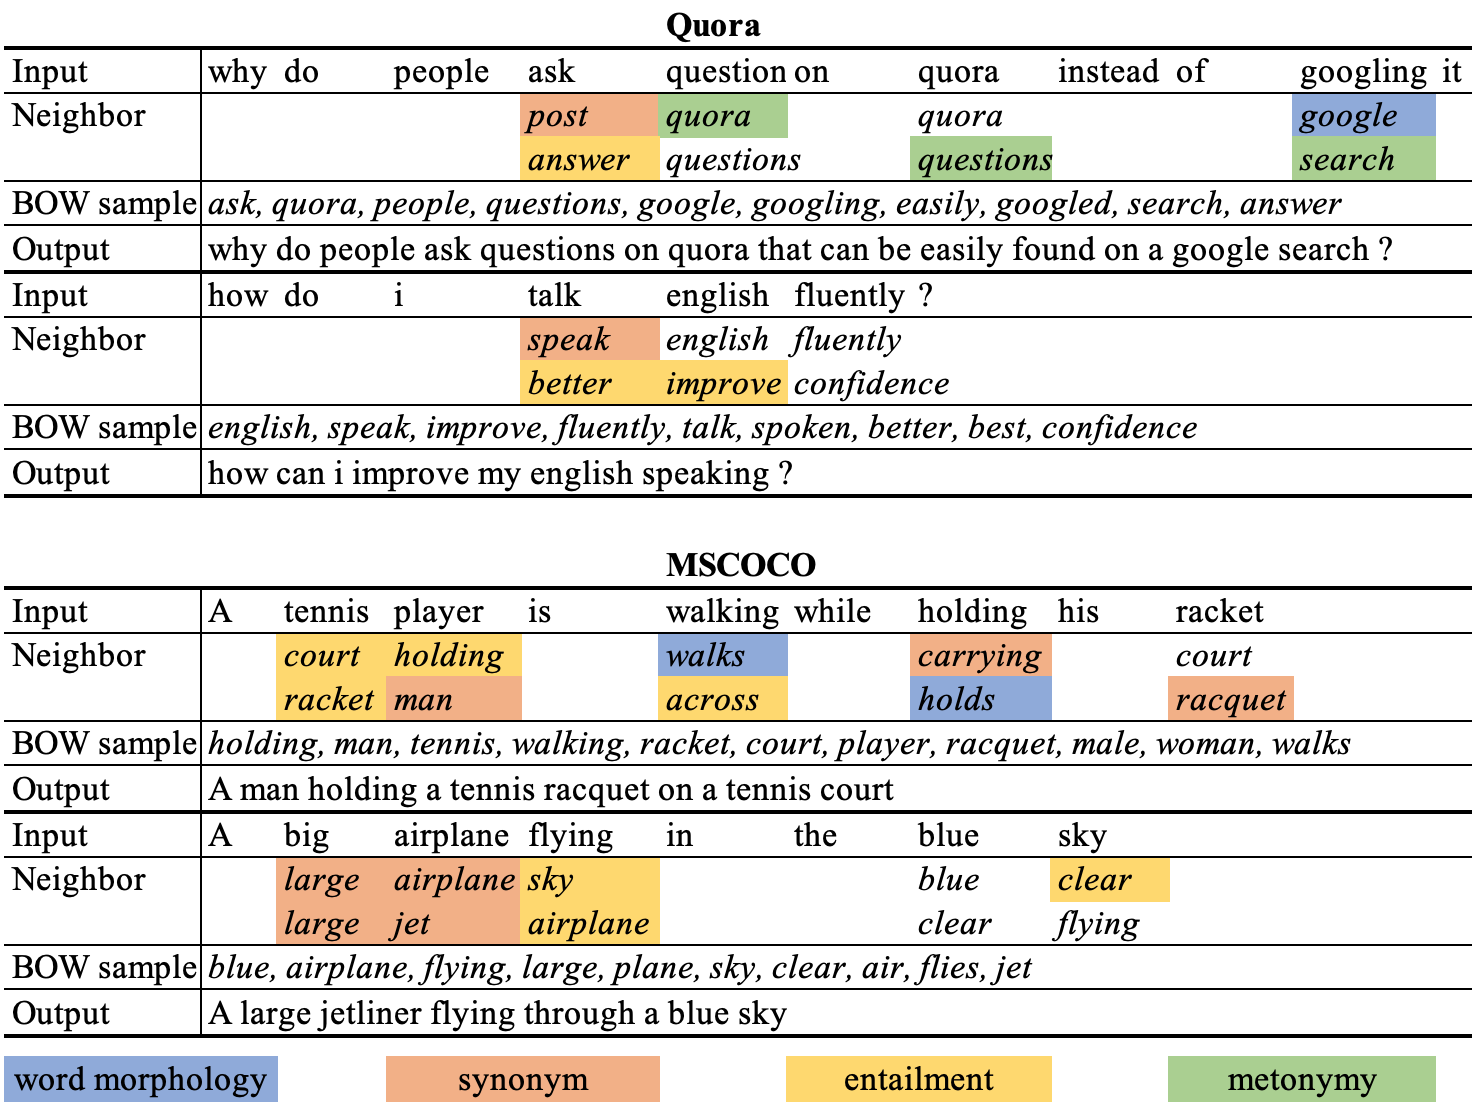 Quora
Input why do people ask question on quora instead of googling it
Neighbor post quora quora google
answer questions questions search
BOW sample ask, quora, people, questions, google, googling, easily, googled, search, answer
Output why do people ask questions on quora that can be easily found on a google search ?
Input how do i talk english fluently ?
Neighbor speak english fluently
better improve confidence
BOW sample english, speak, improve, fluently, talk, spoken, better, best, confidence
Output how can i improve my english speaking ?
MSCOCO
Input A tennis player is walking while holding his racket
Neighbor court holding walks carrying court
racket man across holds racquet
BOW sample holding, man, tennis, walking, racket, court, player, racquet, male, woman, walks
Output A man holding a tennis racquet on a tennis court
Input A big airplane flying in the blue sky
Neighbor large airplane sky blue clear
large jet airplane clear flying
BOW sample blue, airplane, flying, large, plane, sky, clear, air, flies, jet
Output A large jetliner flying through a blue sky
word morphology synonym entailment metonymy